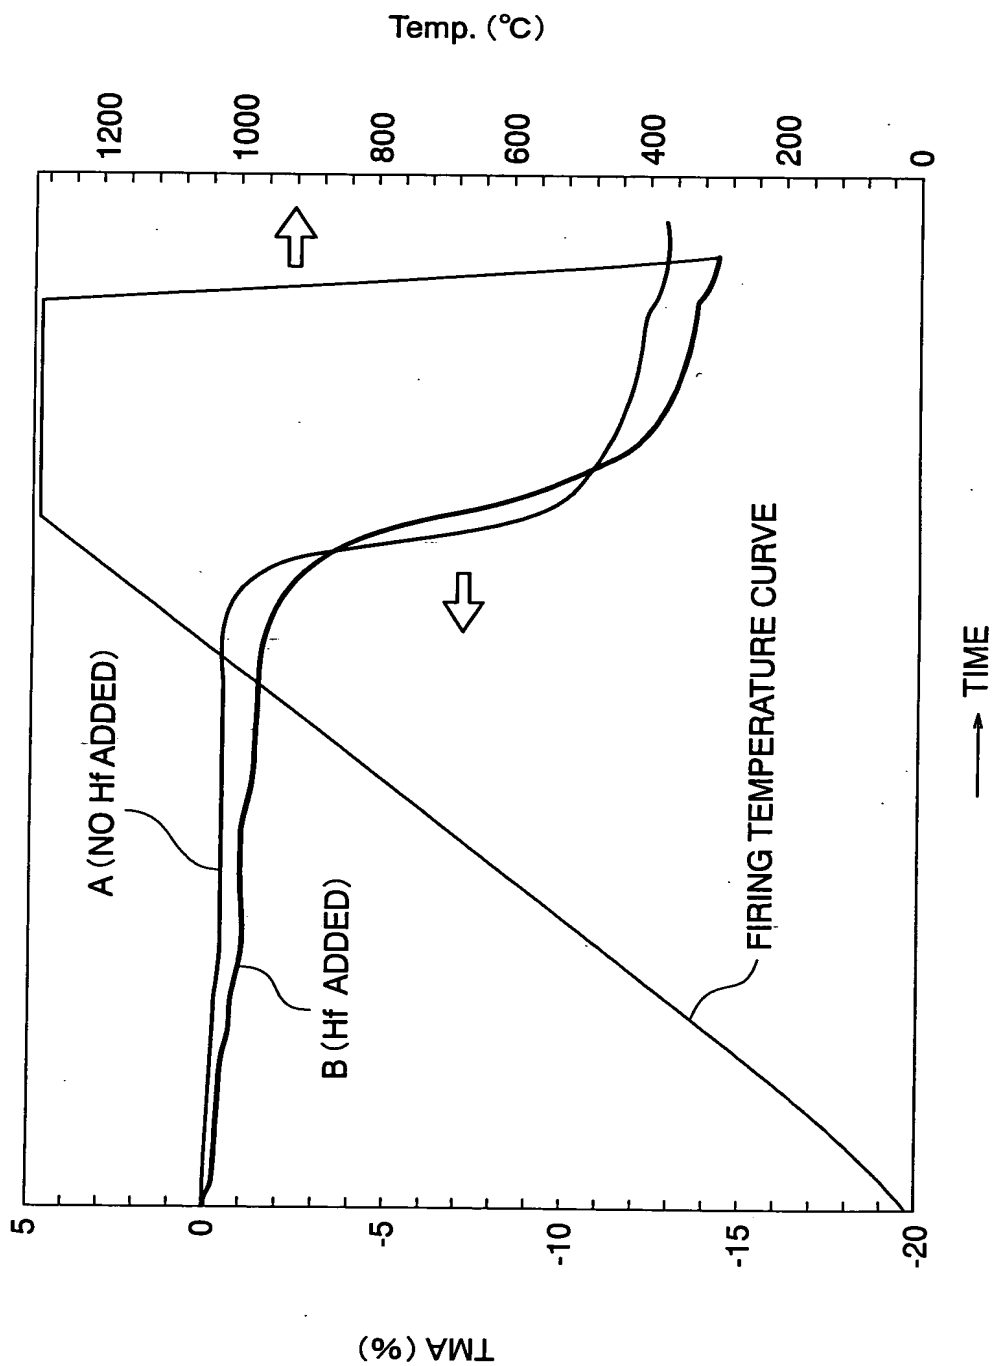 TMA (%)
5
0
-5
-10
-15
-20
A (NO Hf ADDED)
B (Hf ADDED)
FIRING TEMPERATURE CURVE
Temp. (°C)
1200
1000
800
600
400
200
0
→ TIME